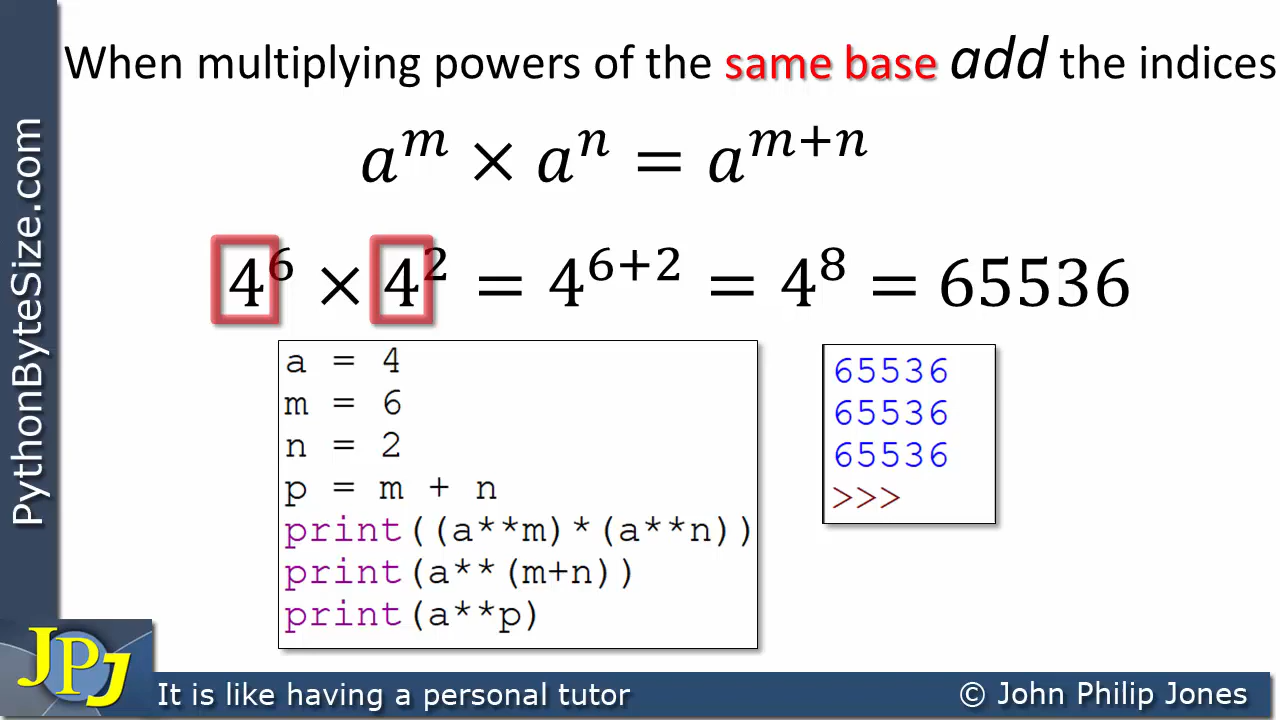 When multiplying powers of the same base add the indices
a^m × a^n = a^{m+n}
4^6 × 4^2 = 4^{6+2} = 4^8 = 65536
a = 4
m = 6
n = 2
p = m + n
print((a**m)*(a**n))
print(a**(m+n))
print(a**p)
65536
65536
65536
>>>
PythonByteSize.com
JPJ
It is like having a personal tutor
© John Philip Jones